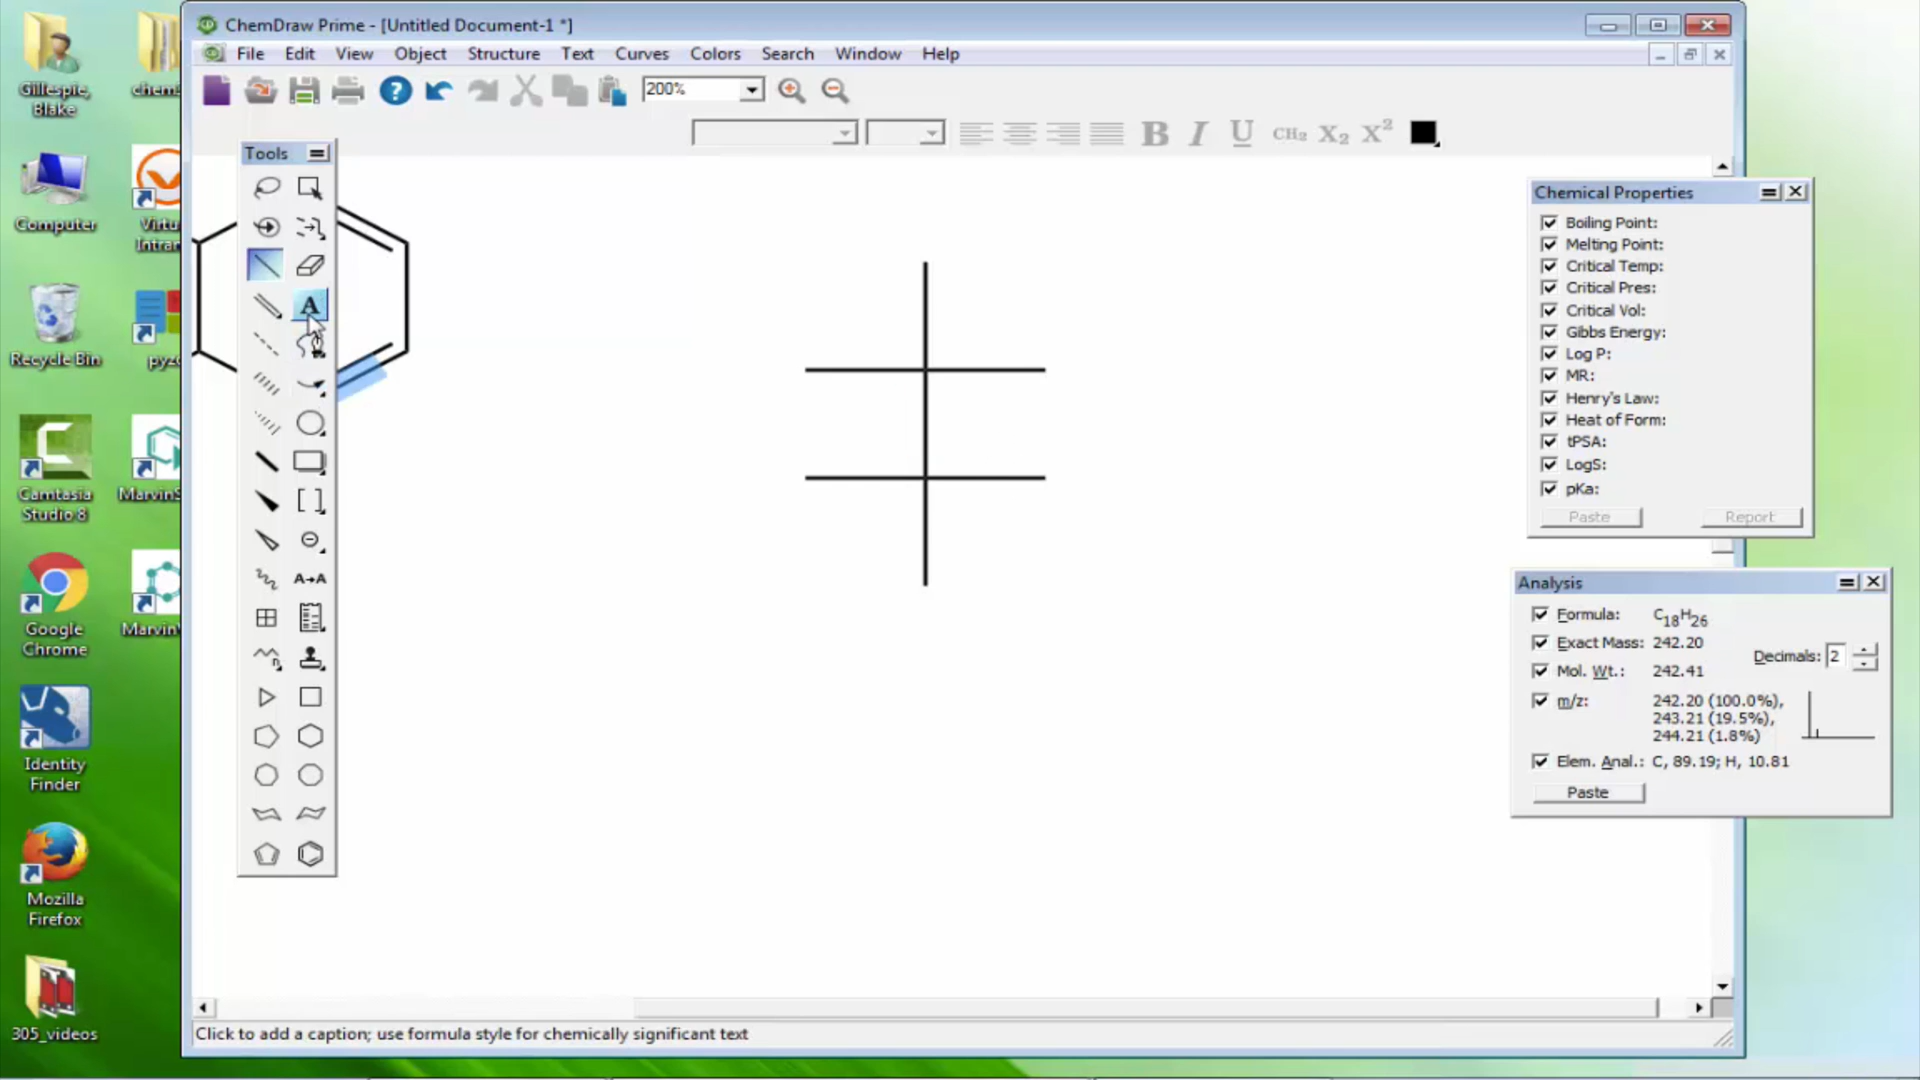 ChemDraw Prime - [Untitled Document-1 *]
File Edit View Object Structure Text Curves Colors Search Window Help
200%
B I U CH2 X2 X2
Tools
A
A→A
n
Gillespie,
Blake
Computer
Recycle Bin
Camtasia
Studio 8
Google
Chrome
Identity
Finder
Mozilla
Firefox
305_videos
chem
Virtu
Intran
pyzo
MarvinS
Marvin
Chemical Properties
Boiling Point:
Melting Point:
Critical Temp:
Critical Pres:
Critical Vol:
Gibbs Energy:
Log P:
MR:
Henry's Law:
Heat of Form:
tPSA:
LogS:
pKa:
Paste Report
Analysis
Formula: C18H26
Exact Mass: 242.20
Decimals: 2
Mol. Wt.: 242.41
m/z: 242.20 (100.0%),
243.21 (19.5%),
244.21 (1.8%)
Elem. Anal.: C, 89.19; H, 10.81
Paste
Click to add a caption; use formula style for chemically significant text